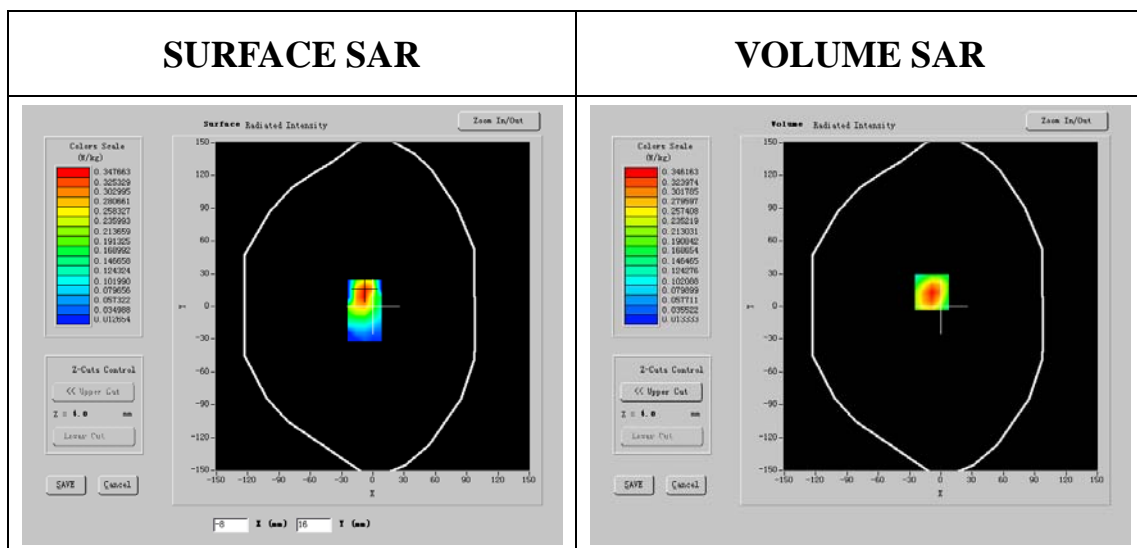 SURFACE SAR
VOLUME SAR
Surface Radiated Intensity
Zoom In/Out
Colors Scale
(W/kg)
0.347663
0.325329
0.302995
0.280661
0.258327
0.235993
0.213659
0.191325
0.168992
0.146658
0.124324
0.101990
0.079656
0.057322
0.034988
0.012654
150
120
90
60
30
0
-30
-60
-90
-120
-150
Y
-150 -120 -90 -60 -30 0 30 60 90 120 150
X
Z-Cuts Control
<< Upper Cut
Z = 4.0 mm
Lower Cut
SAVE
Cancel
-8 X (mm) 16 Y (mm)
Volume Radiated Intensity
Zoom In/Out
Colors Scale
(W/kg)
0.346163
0.323974
0.301785
0.279597
0.257408
0.235219
0.213031
0.190842
0.168654
0.146465
0.124276
0.102088
0.079899
0.057711
0.035522
0.013333
150
120
90
60
30
0
-30
-60
-90
-120
-150
Y
-150 -120 -90 -60 -30 0 30 60 90 120 150
X
Z-Cuts Control
<< Upper Cut
Z = 4.0 mm
Lower Cut
SAVE
Cancel